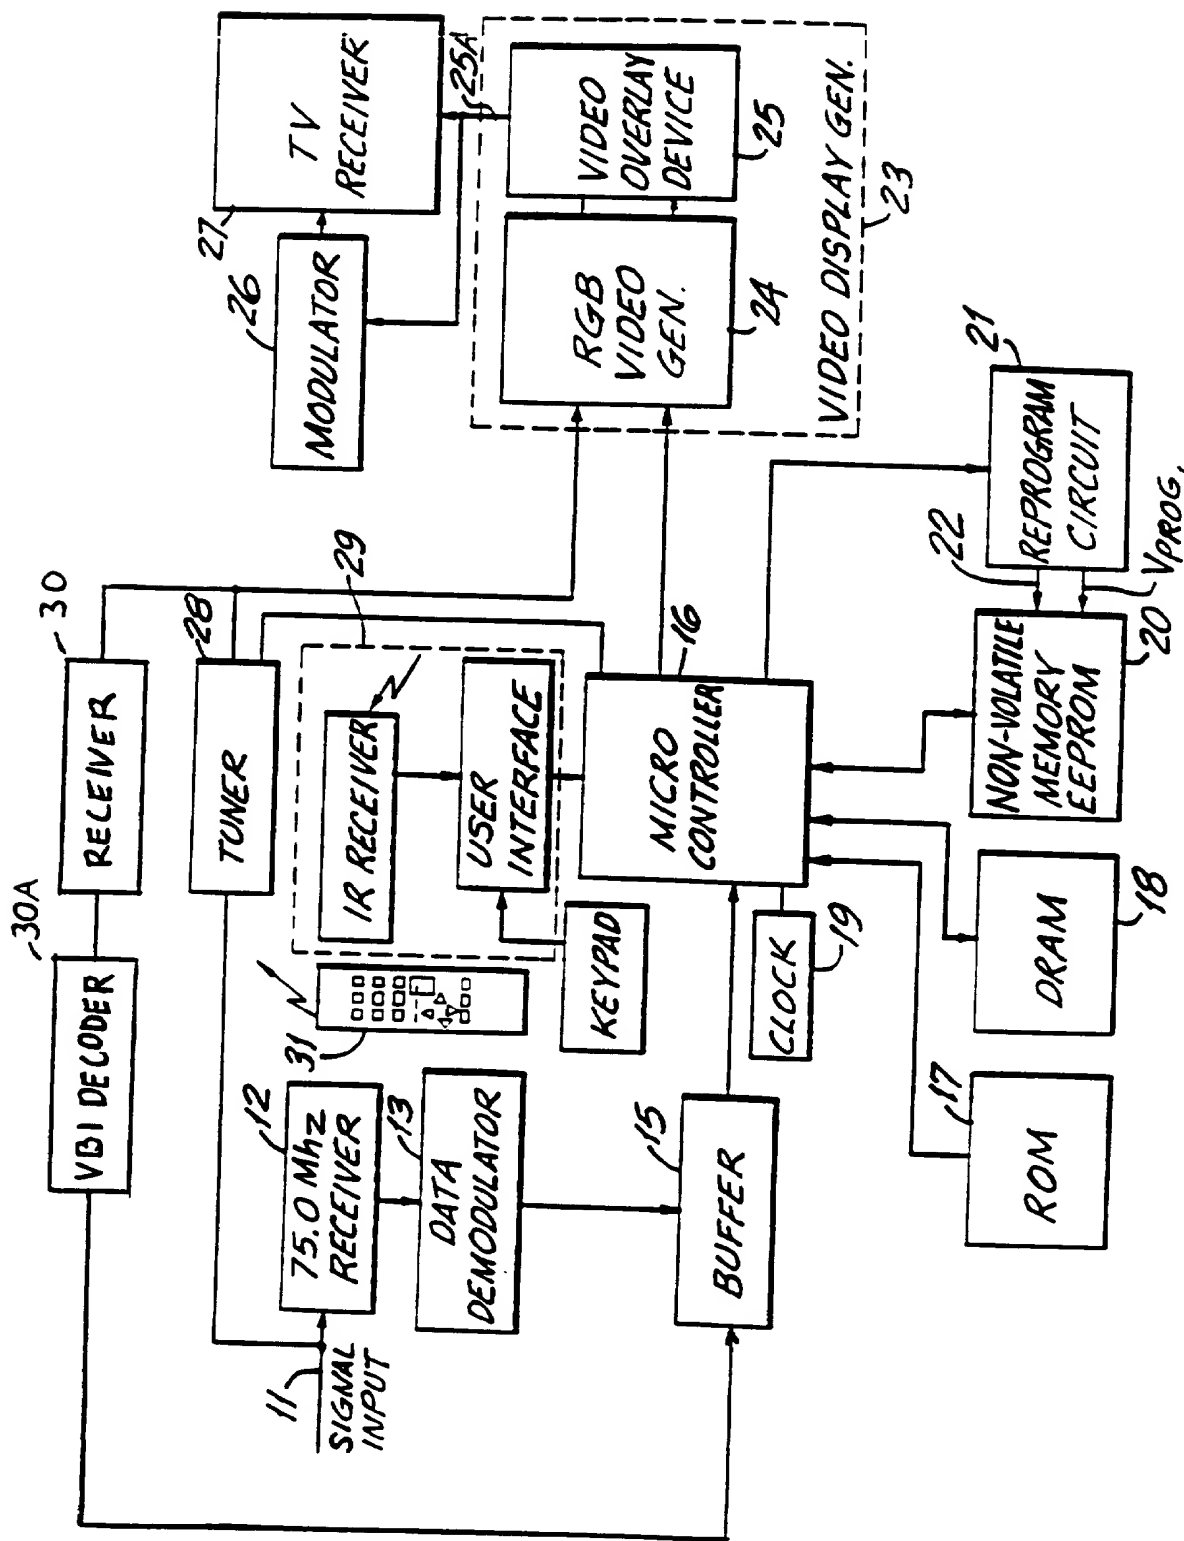 30A
VBI DECODER
30
RECEIVER
28
TUNER
27
TV
RECEIVER
26
MODULATOR
25A
11
SIGNAL
INPUT
12
75.0 Mhz
RECEIVER
13
DATA
DEMODULATOR
31
29
IR RECEIVER
USER
INTERFACE
KEYPAD
RGB
VIDEO
GEN.
24
VIDEO
OVERLAY
DEVICE
25
VIDEO DISPLAY GEN.
23
15
BUFFER
16
MICRO
CONTROLLER
CLOCK
19
17
ROM
DRAM
18
NON-VOLATILE
MEMORY
EEPROM
20
22
VPROG.
21
REPROGRAM
CIRCUIT